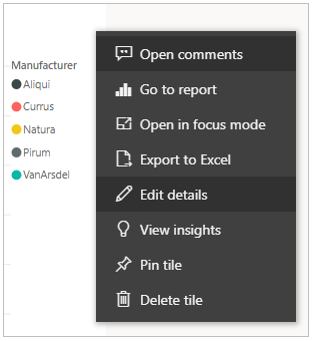 Manufacturer
Aliqui
Currus
Natura
Pirum
VanArsdel
Open comments
Go to report
Open in focus mode
Export to Excel
Edit details
View insights
Pin tile
Delete tile